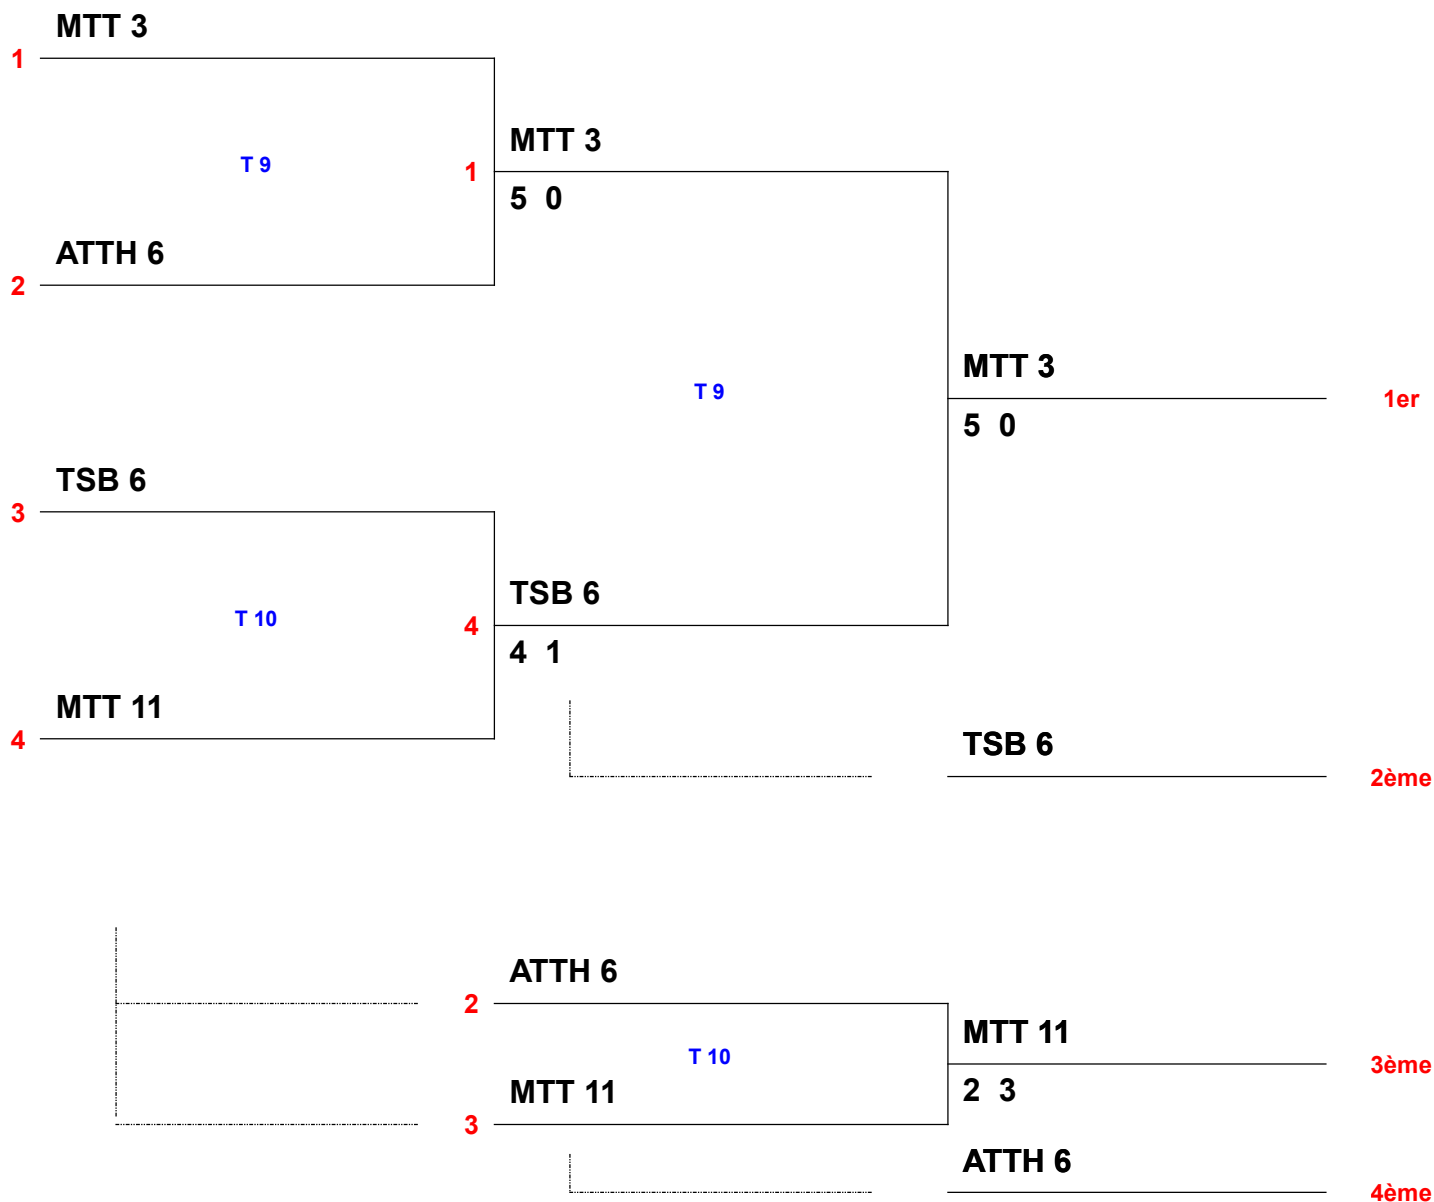 MTT 3
1
MTT 3
T 9
1
5 0
ATTH 6
2
MTT 3
T 9
1er
5 0
TSB 6
3
TSB 6
T 10
4
4 1
MTT 11
4
TSB 6
2ème
ATTH 6
2
MTT 11
T 10
3ème
MTT 11
2 3
3
ATTH 6
4ème